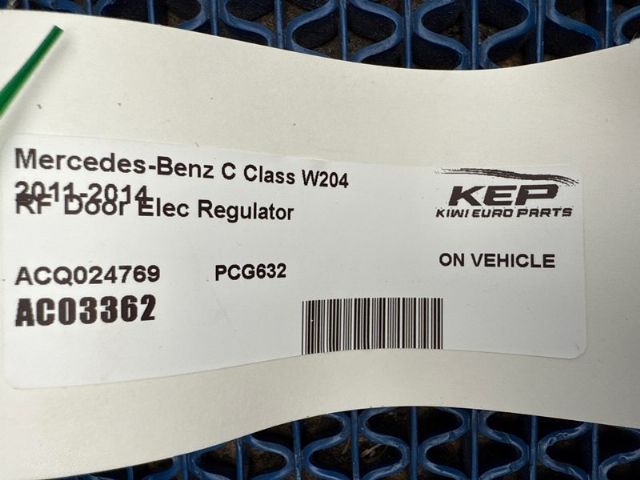 Mercedes-Benz C Class W204
2011-2014
RF Door Elec Regulator
KEP
KIWI EURO PARTS
ACQ024769 PCG632 ON VEHICLE
AC03362